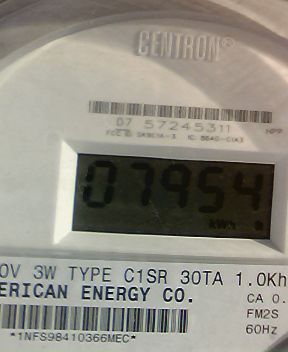 CENTRON®
07 57245311
07954
kWh
0V 3W TYPE C1SR 30TA 1.0Kh
ERICAN ENERGY CO.
CA 0.
FM2S
*1NFS98410366MEC*
60Hz